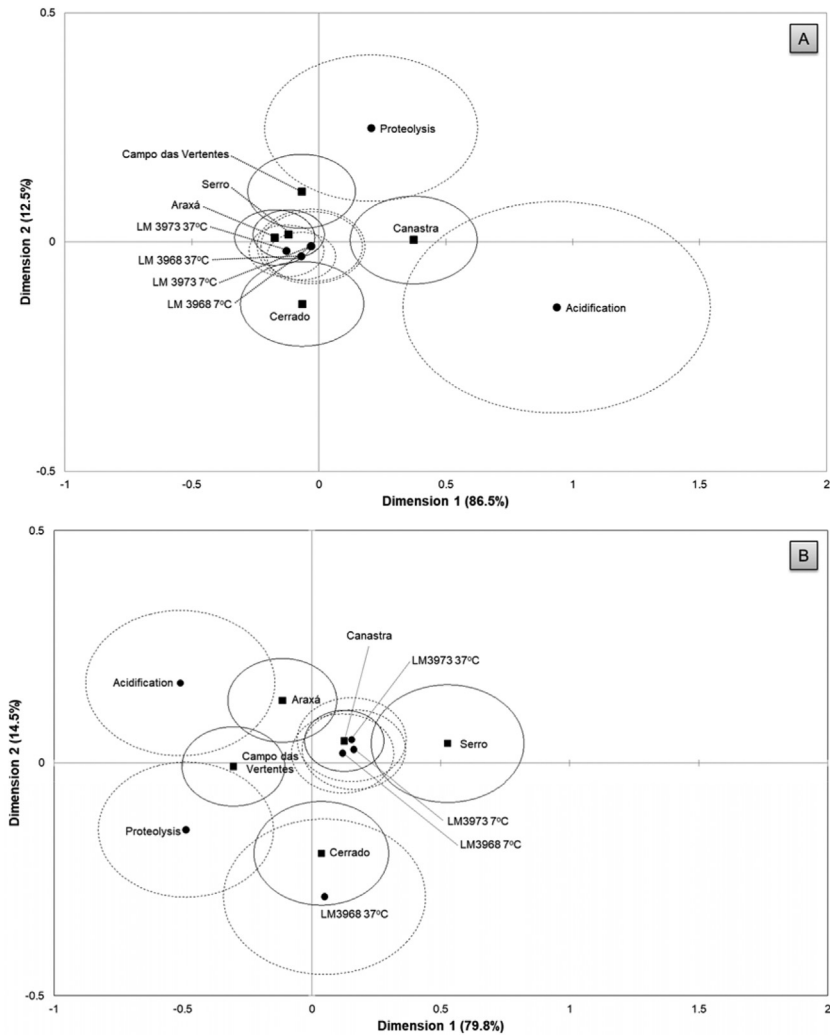 0.5
A
Proteolysis
Campo das Vertentes
Serro
Araxá
LM 3973 37ºC
LM 3968 37ºC
LM 3973 7ºC
LM 3968 7ºC
Canastra
0
Acidification
Cerrado
-0.5
-1
-0.5
0
0.5
1
1.5
2
Dimension 1 (86.5%)
Dimension 2 (12.5%)
0.5
B
Canastra
LM3973 37ºC
Acidification
Araxá
Serro
0
Campo das
Vertentes
LM3973 7ºC
Proteolysis
LM3968 7ºC
Cerrado
LM3968 37ºC
-0.5
-1
-0.5
0
0.5
1
1.5
2
Dimension 1 (79.8%)
Dimension 2 (14.5%)